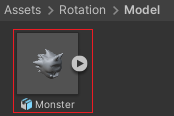 Assets > Rotation > Model
Monster